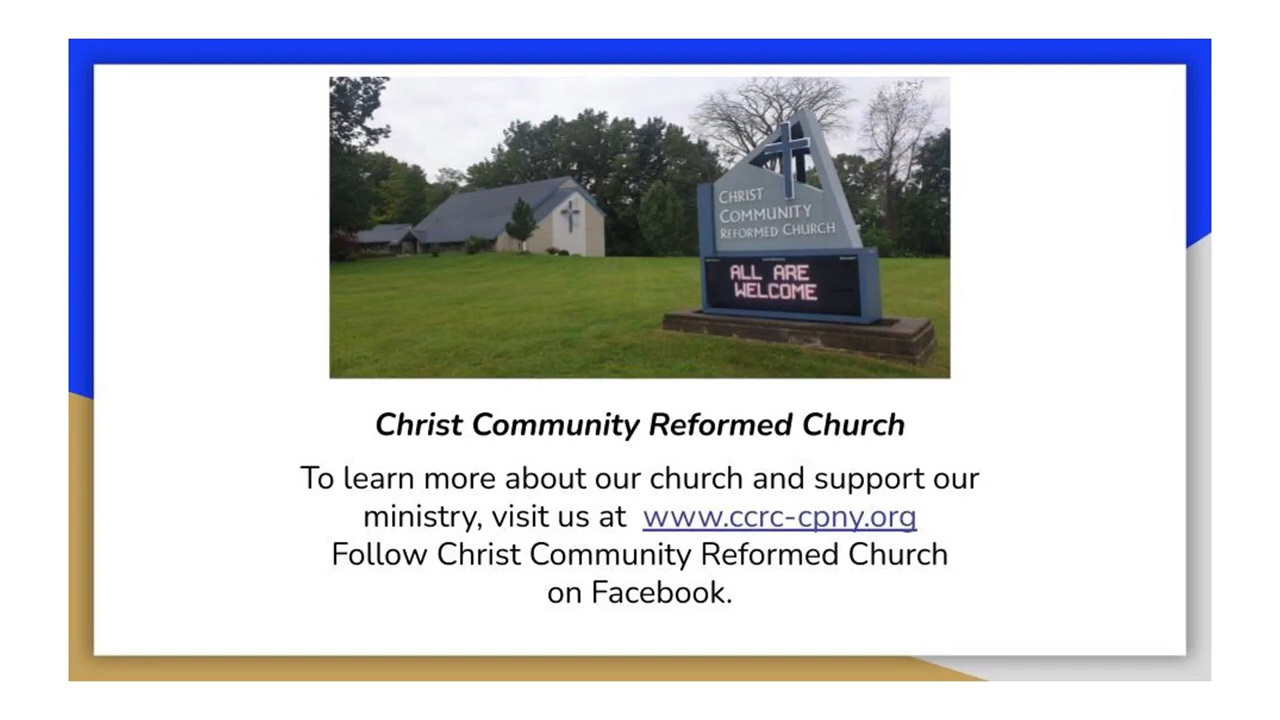 CHRIST
COMMUNITY
REFORMED CHURCH
ALL ARE
WELCOME
Christ Community Reformed Church
To learn more about our church and support our
ministry, visit us at www.ccrc-cpny.org
Follow Christ Community Reformed Church
on Facebook.